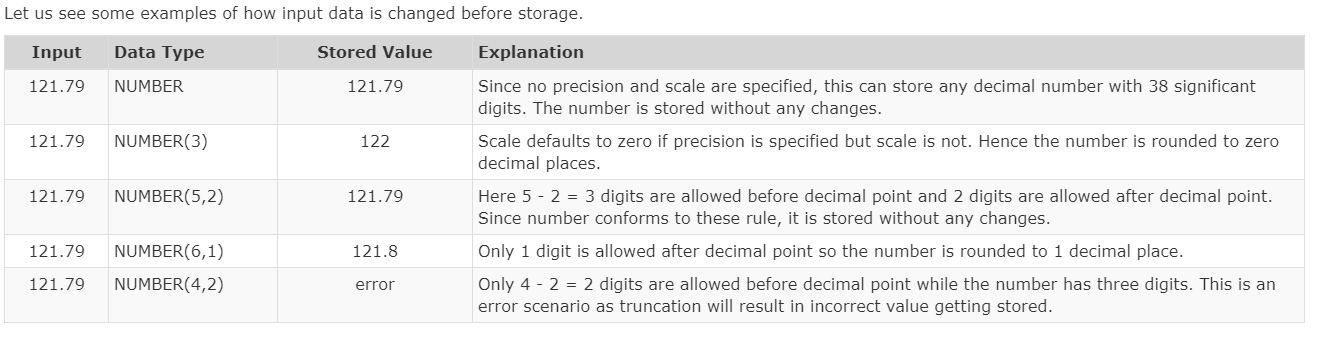 Let us see some examples of how input data is changed before storage.
Input Data Type Stored Value Explanation
121.79 NUMBER 121.79 Since no precision and scale are specified, this can store any decimal number with 38 significant
digits. The number is stored without any changes.
121.79 NUMBER(3) 122 Scale defaults to zero if precision is specified but scale is not. Hence the number is rounded to zero
decimal places.
121.79 NUMBER(5,2) 121.79 Here 5 - 2 = 3 digits are allowed before decimal point and 2 digits are allowed after decimal point.
Since number conforms to these rule, it is stored without any changes.
121.79 NUMBER(6,1) 121.8 Only 1 digit is allowed after decimal point so the number is rounded to 1 decimal place.
121.79 NUMBER(4,2) error Only 4 - 2 = 2 digits are allowed before decimal point while the number has three digits. This is an
error scenario as truncation will result in incorrect value getting stored.